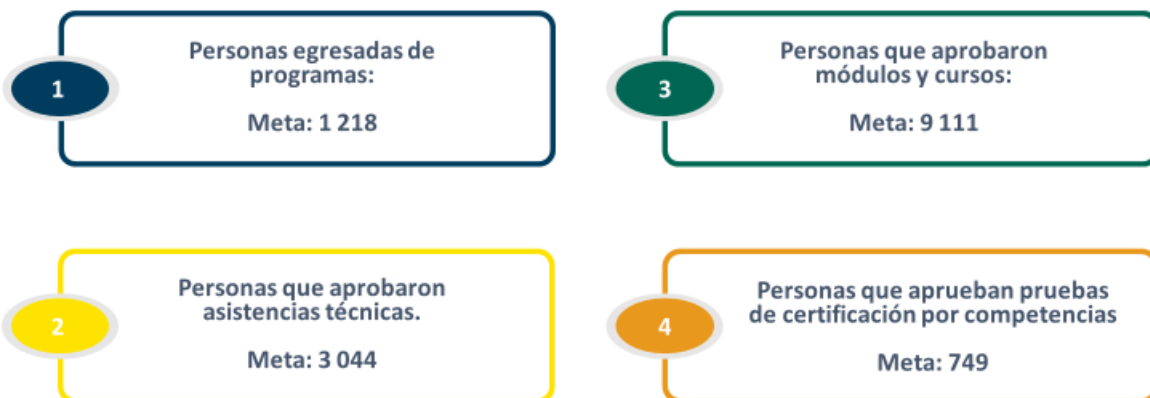 1
Personas egresadas de
programas:
Meta: 1 218
2
Personas que aprobaron
asistencias técnicas.
Meta: 3 044
3
Personas que aprobaron
módulos y cursos:
Meta: 9 111
4
Personas que aprueban pruebas
de certificación por competencias
Meta: 749